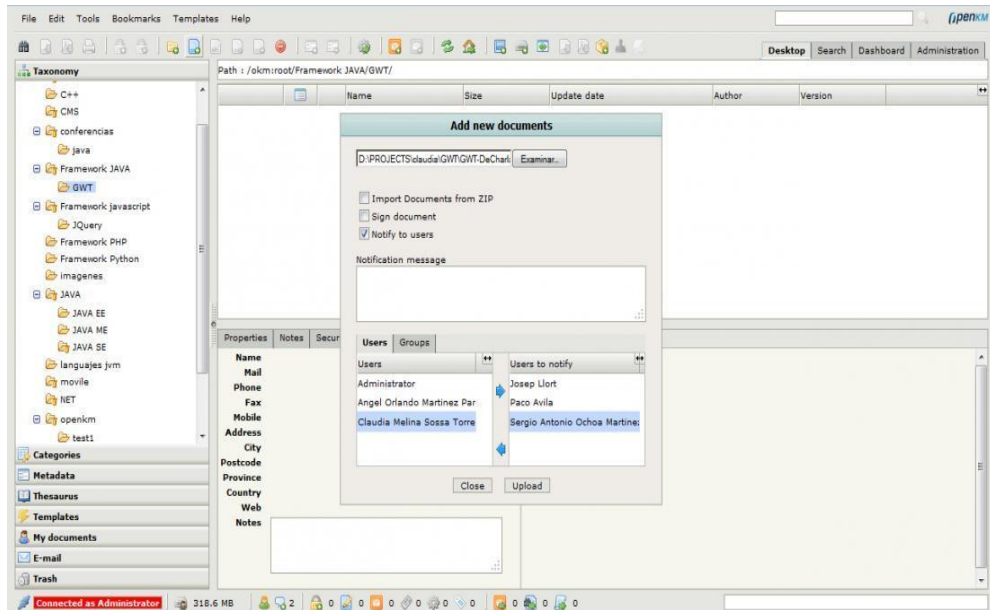 File Edit Tools Bookmarks Templates Help
OpenKM
Desktop Search Dashboard Administration
Taxonomy
Path : /okm:root/Framework JAVA/GWT/
C++
CMS
conferencias
java
Framework JAVA
GWT
Framework javascript
JQuery
Framework PHP
Framework Python
imagenes
JAVA
JAVA EE
JAVA ME
JAVA SE
languajes jvm
movile
NET
openkm
test1
Categories
Metadata
Thesaurus
Templates
My documents
E-mail
Trash
Name Size Update date Author Version
Add new documents
D:\PROJECTS\claudia\GWT\GWT-DeCharl Examinar..
Import Documents from ZIP
Sign document
Notify to users
Notification message
Users Groups
Users Users to notify
Administrator Josep Llort
Angel Orlando Martinez Par Paco Avila
Claudia Melina Sossa Torre Sergio Antonio Ochoa Martinez
Close Upload
Properties Notes Secur
Name
Mail
Phone
Fax
Mobile
Address
City
Postcode
Province
Country
Web
Notes
Connected as Administrator 318.6 MB 2 0 0 0 0 0 0 0 0 0